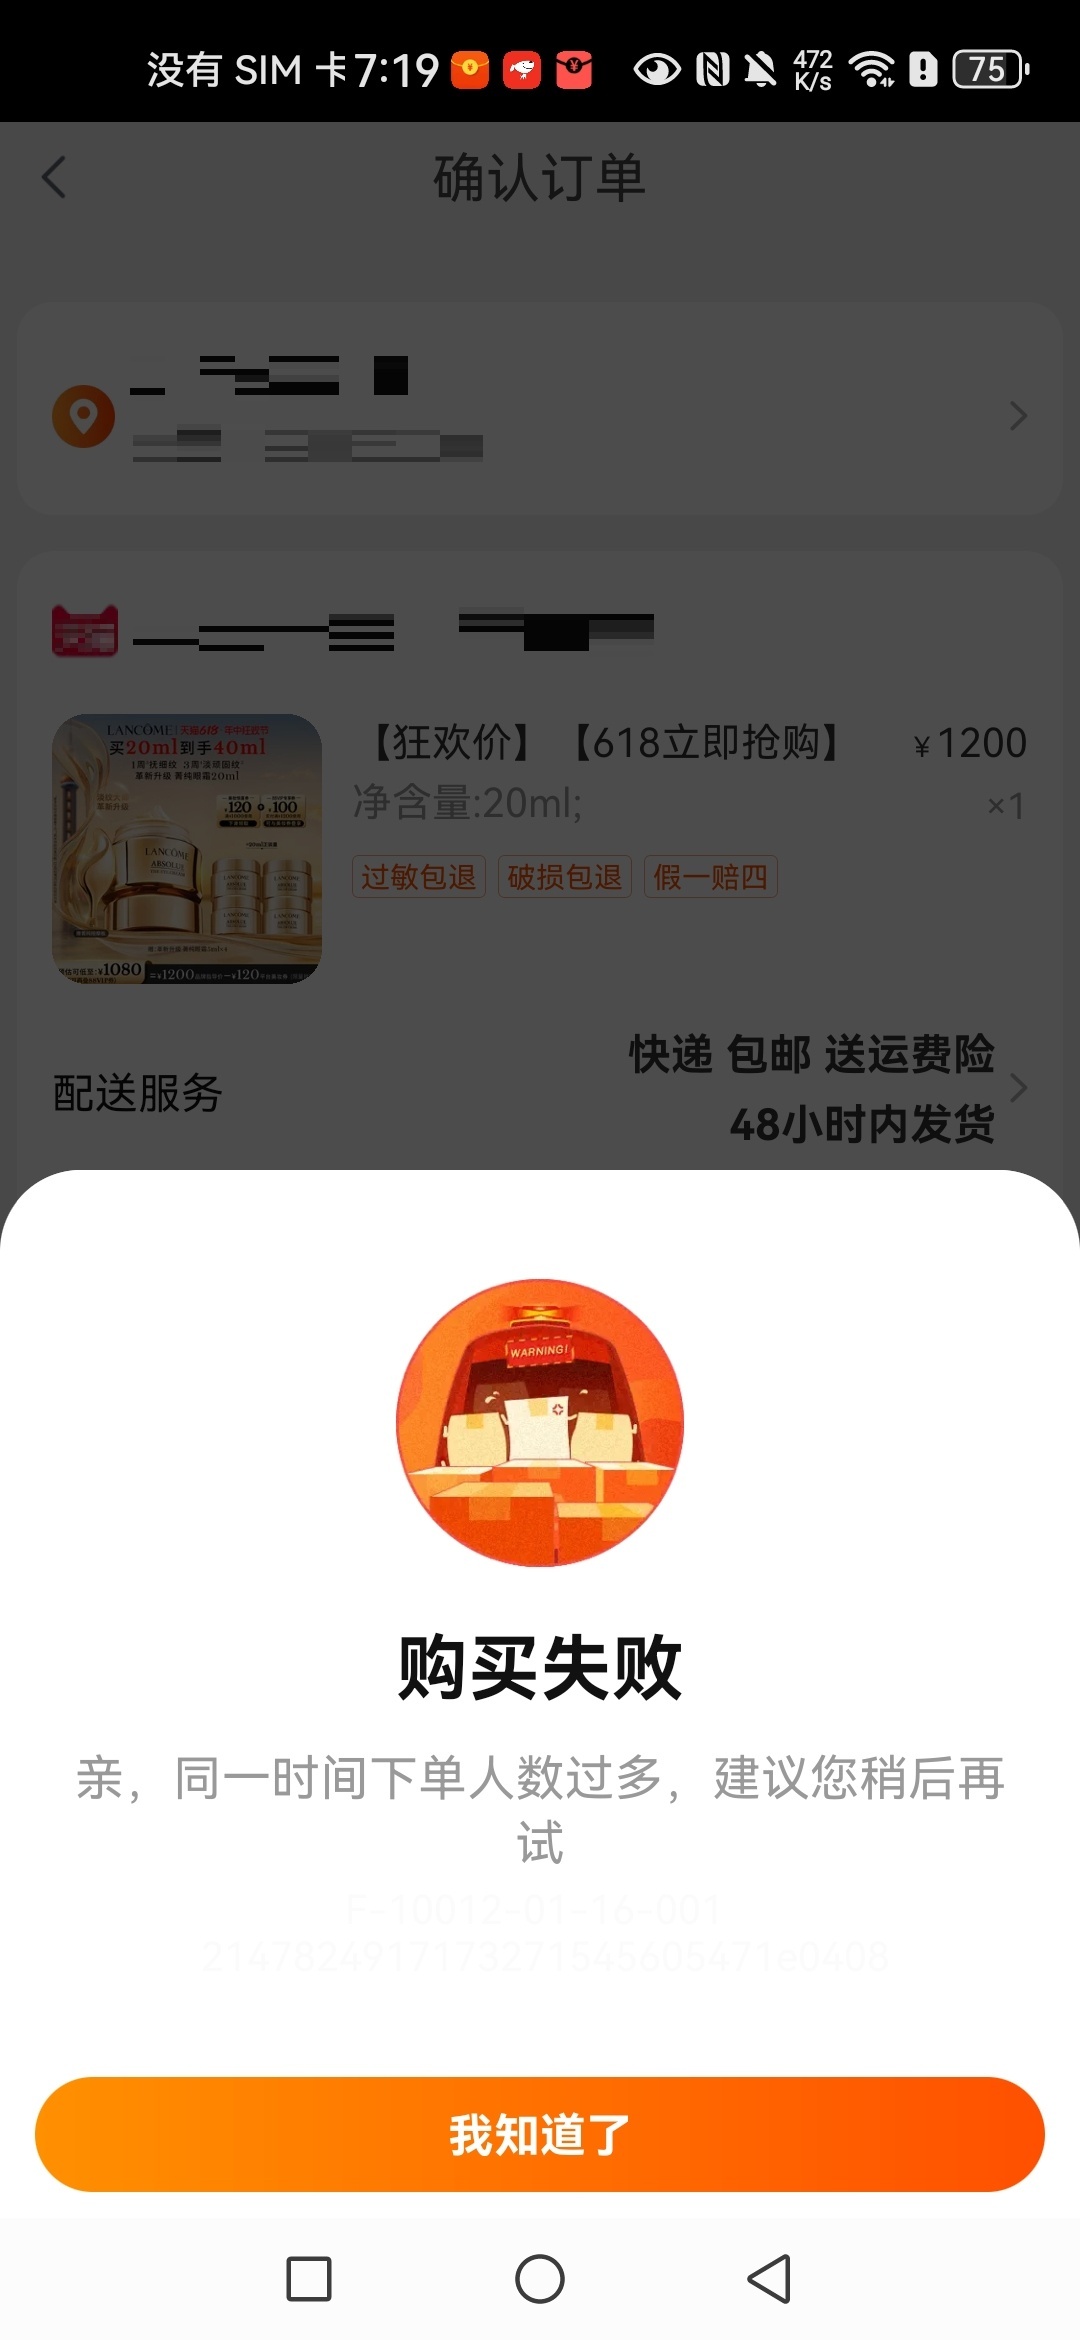 没有 SIM 卡 7:19
472
K/s
75
确认订单
LANCÔME | 天猫618 年中狂欢节
买20ml到手40ml
1周*抚细纹 3周*淡顽固纹*
革新升级 菁纯眼霜20ml
120 100
LANCÔME
ABSOLUE
¥1080 =¥1200 -¥120
【狂欢价】【618立即抢购】 ¥1200
净含量:20ml; ×1
过敏包退 破损包退 假一赔四
配送服务
快递 包邮 送运费险
48小时内发货
WARNING!
购买失败
亲，同一时间下单人数过多，建议您稍后再
试
F-10012-01-16-001
2147824917173271545605471e0408
我知道了